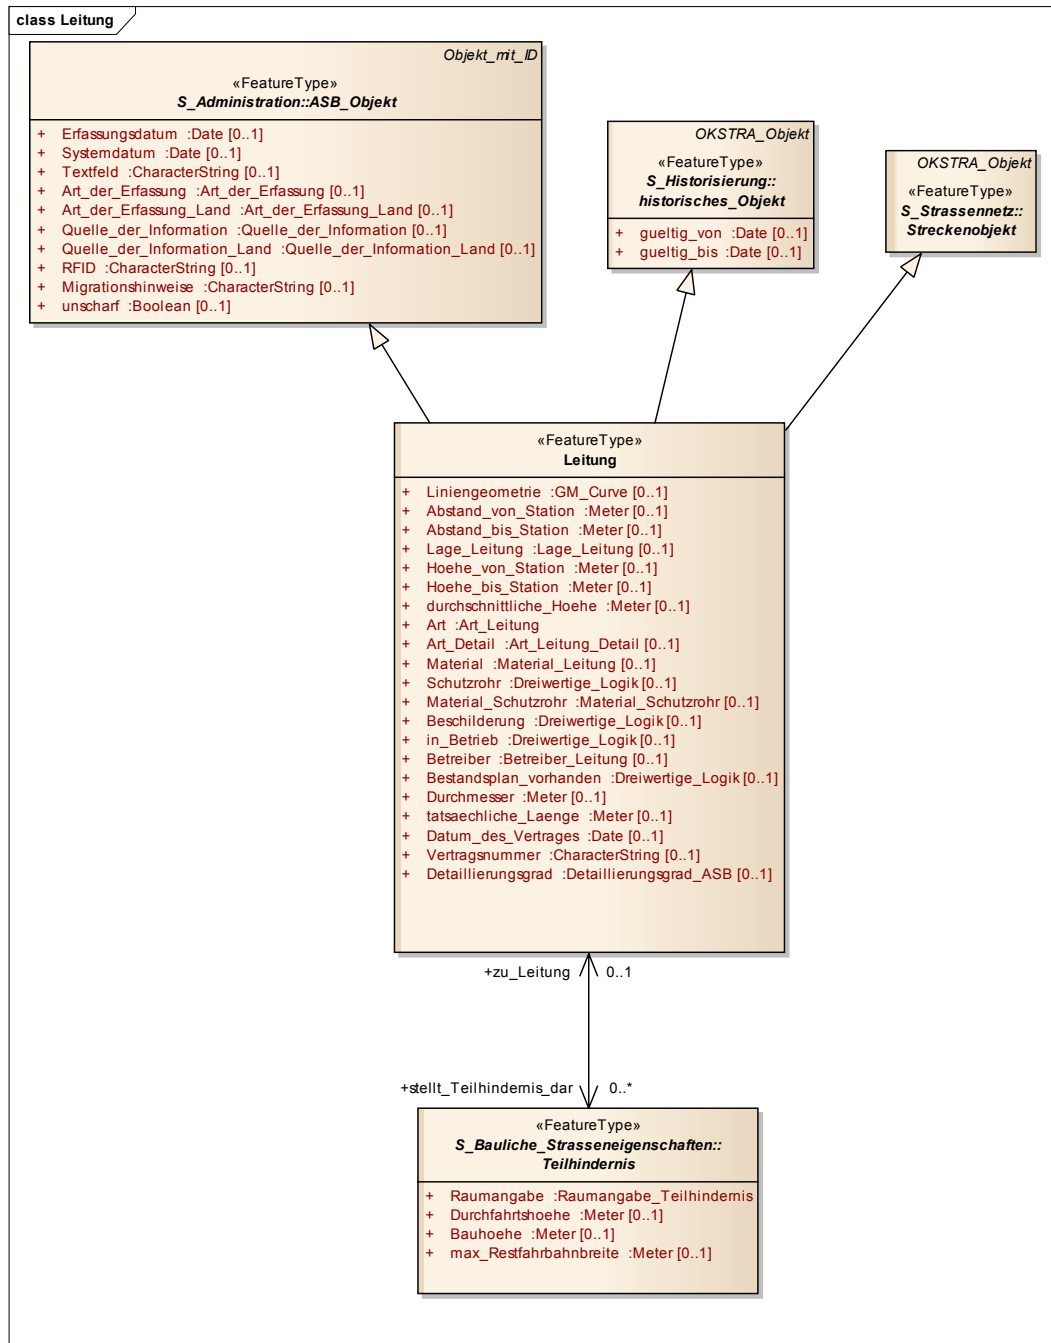 class Leitung
Objekt_mit_ID
«FeatureType»
S_Administration::ASB_Objekt
+ Erfassungsdatum :Date [0..1]
+ Systemdatum :Date [0..1]
+ Textfeld :CharacterString [0..1]
+ Art_der_Erfassung :Art_der_Erfassung [0..1]
+ Art_der_Erfassung_Land :Art_der_Erfassung_Land [0..1]
+ Quelle_der_Information :Quelle_der_Information [0..1]
+ Quelle_der_Information_Land :Quelle_der_Information_Land [0..1]
+ RFID :CharacterString [0..1]
+ Migrationshinweise :CharacterString [0..1]
+ unscharf :Boolean [0..1]
OKSTRA_Objekt
«FeatureType»
S_Historisierung::
historisches_Objekt
+ gueltig_von :Date [0..1]
+ gueltig_bis :Date [0..1]
OKSTRA_Objekt
«FeatureType»
S_Strassennetz::
Streckenobjekt
«FeatureType»
Leitung
+ Liniengeometrie :GM_Curve [0..1]
+ Abstand_von_Station :Meter [0..1]
+ Abstand_bis_Station :Meter [0..1]
+ Lage_Leitung :Lage_Leitung [0..1]
+ Hoehe_von_Station :Meter [0..1]
+ Hoehe_bis_Station :Meter [0..1]
+ durchschnittliche_Hoehe :Meter [0..1]
+ Art :Art_Leitung
+ Art_Detail :Art_Leitung_Detail [0..1]
+ Material :Material_Leitung [0..1]
+ Schutzrohr :Dreiwertige_Logik [0..1]
+ Material_Schutzrohr :Material_Schutzrohr [0..1]
+ Beschilderung :Dreiwertige_Logik [0..1]
+ in_Betrieb :Dreiwertige_Logik [0..1]
+ Betreiber :Betreiber_Leitung [0..1]
+ Bestandsplan_vorhanden :Dreiwertige_Logik [0..1]
+ Durchmesser :Meter [0..1]
+ tatsaechliche_Laenge :Meter [0..1]
+ Datum_des_Vertrages :Date [0..1]
+ Vertragsnummer :CharacterString [0..1]
+ Detaillierungsgrad :Detaillierungsgrad_ASB [0..1]
+zu_Leitung 0..1
+stellt_Teilhindernis_dar 0..*
«FeatureType»
S_Bauliche_Strasseneigenschaften::
Teilhindernis
+ Raumangabe :Raumangabe_Teilhindernis
+ Durchfahrtshoehe :Meter [0..1]
+ Bauhoehe :Meter [0..1]
+ max_Restfahrbahnbreite :Meter [0..1]